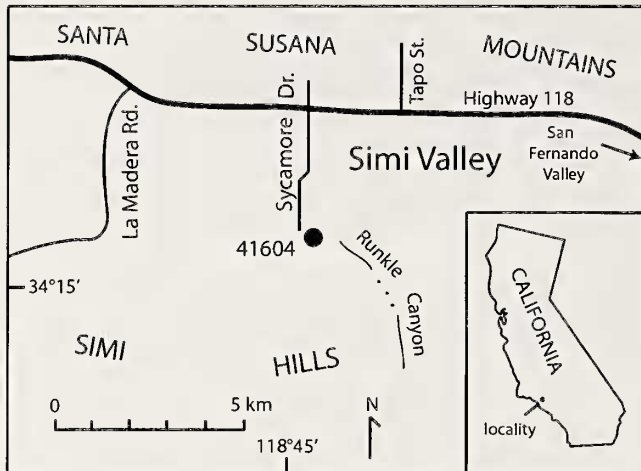 SANTA SUSANA MOUNTAINS
Sycamore Dr.
Tapo St.
Highway 118
La Madera Rd.
San
Fernando
Valley
Simi Valley
41604
Runkle
Canyon
34°15′
SIMI HILLS
0 5 km
N
118°45′
CALIFORNIA
locality